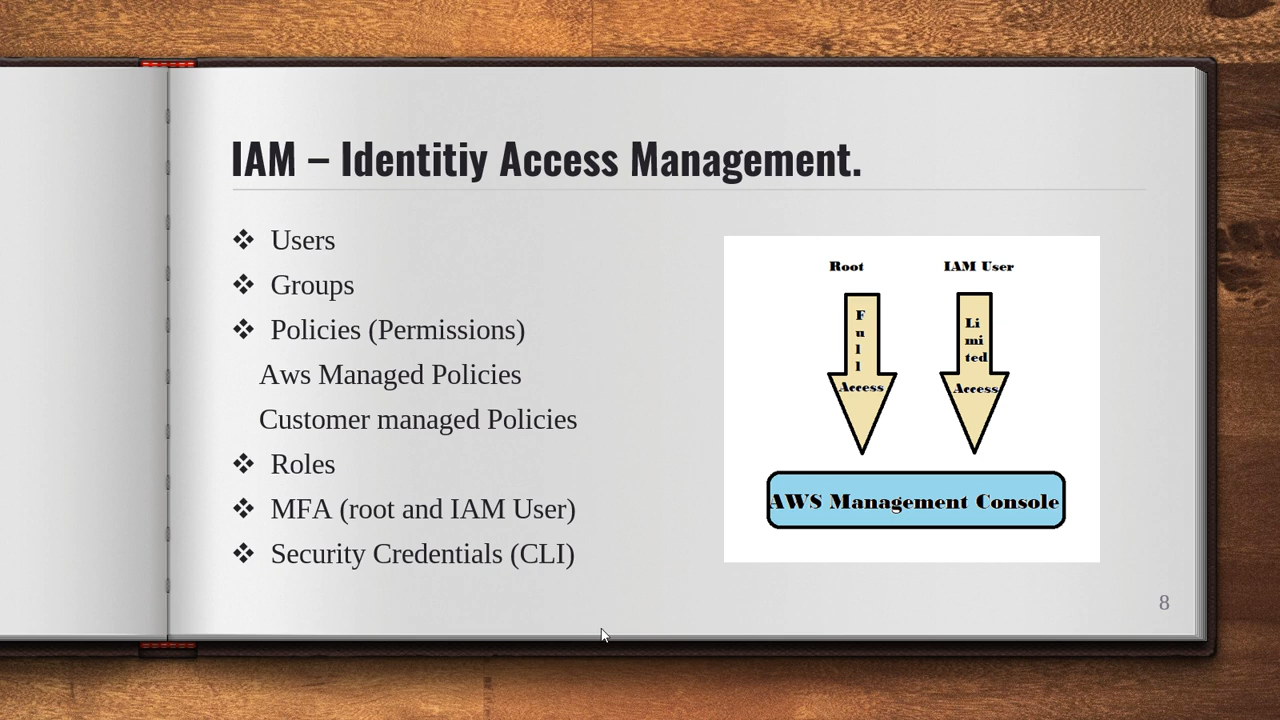 IAM – Identitiy Access Management.
❖ Users
❖ Groups
❖ Policies (Permissions)
Aws Managed Policies
Customer managed Policies
❖ Roles
❖ MFA (root and IAM User)
❖ Security Credentials (CLI)
Root
IAM User
F
u
l
l
Access
Li
mi
ted
Access
AWS Management Console
8